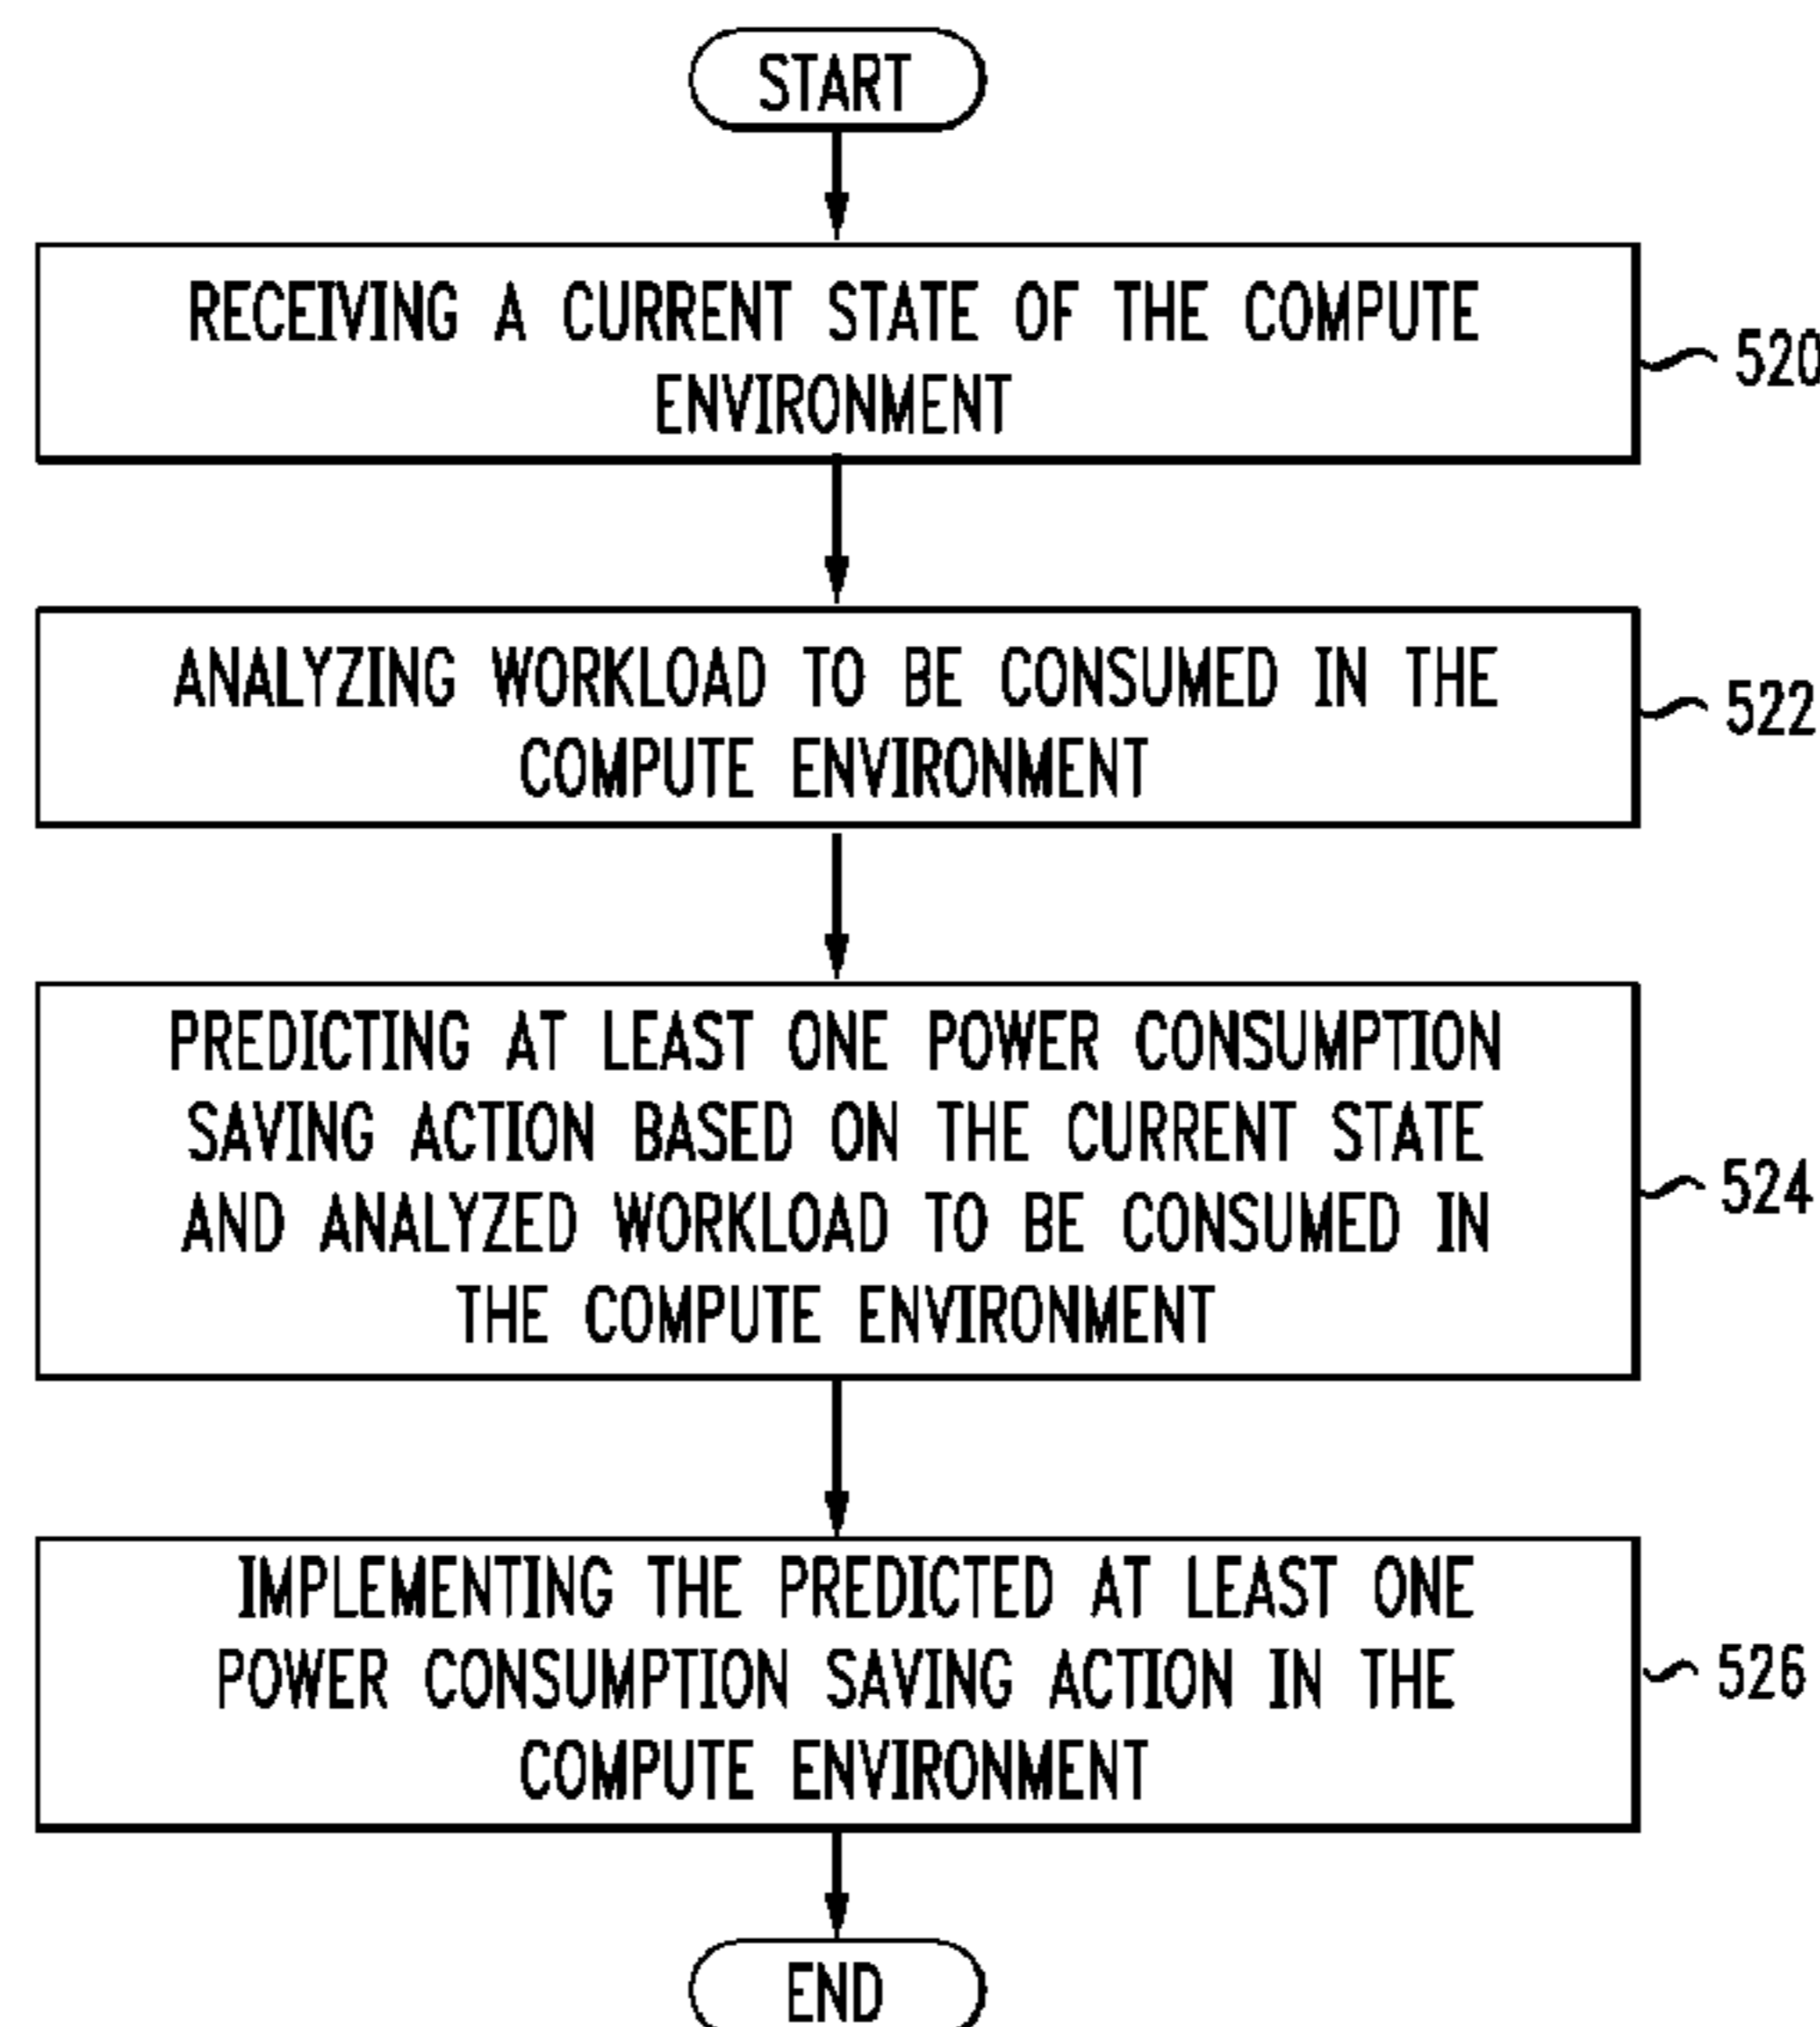 START
RECEIVING A CURRENT STATE OF THE COMPUTE
ENVIRONMENT
520
ANALYZING WORKLOAD TO BE CONSUMED IN THE
COMPUTE ENVIRONMENT
522
PREDICTING AT LEAST ONE POWER CONSUMPTION
SAVING ACTION BASED ON THE CURRENT STATE
AND ANALYZED WORKLOAD TO BE CONSUMED IN
THE COMPUTE ENVIRONMENT
524
IMPLEMENTING THE PREDICTED AT LEAST ONE
POWER CONSUMPTION SAVING ACTION IN THE
COMPUTE ENVIRONMENT
526
END